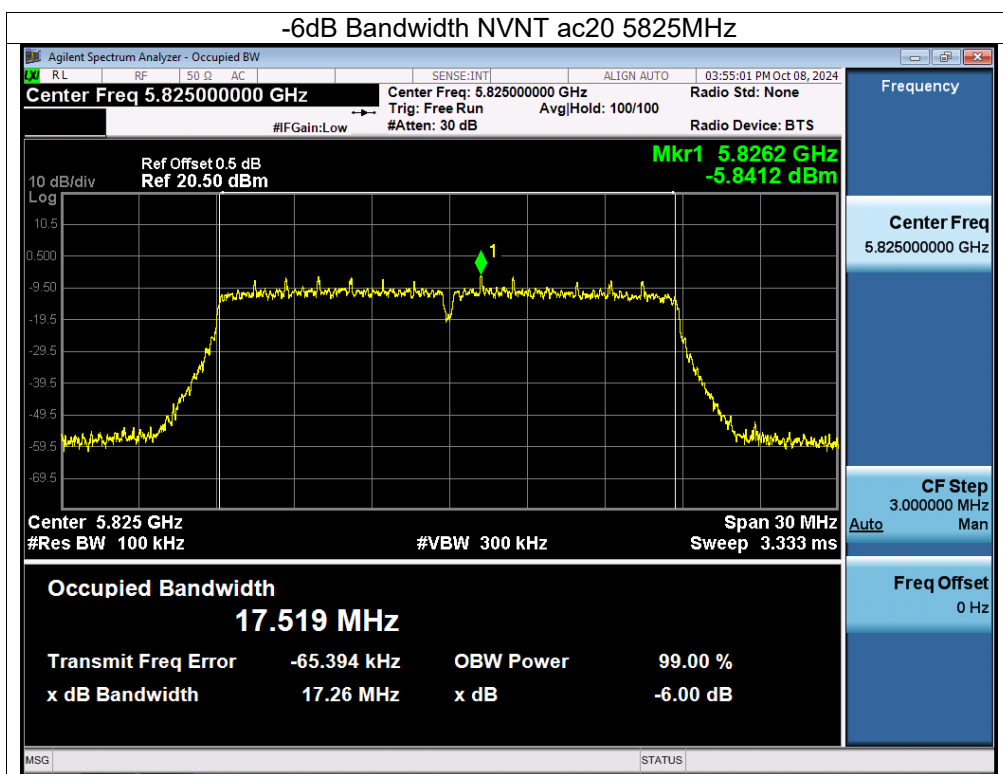 -6dB Bandwidth NVNT ac20 5825MHz
Agilent Spectrum Analyzer - Occupied BW
LXI RL RF 50 Ω AC SENSE:INT ALIGN AUTO 03:55:01 PM Oct 08, 2024
Center Freq 5.825000000 GHz
Center Freq: 5.825000000 GHz Radio Std: None
Trig: Free Run Avg|Hold: 100/100
#IFGain:Low #Atten: 30 dB Radio Device: BTS
Frequency
Mkr1 5.8262 GHz
-5.8412 dBm
Ref Offset 0.5 dB
10 dB/div Ref 20.50 dBm
Log
10.5
0.500
-9.50
-19.5
-29.5
-39.5
-49.5
-59.5
-69.5
1
Center 5.825 GHz Span 30 MHz
#Res BW 100 kHz #VBW 300 kHz Sweep 3.333 ms
Center Freq
5.825000000 GHz
CF Step
3.000000 MHz
Auto Man
Freq Offset
0 Hz
Occupied Bandwidth
17.519 MHz
Transmit Freq Error -65.394 kHz OBW Power 99.00 %
x dB Bandwidth 17.26 MHz x dB -6.00 dB
MSG STATUS